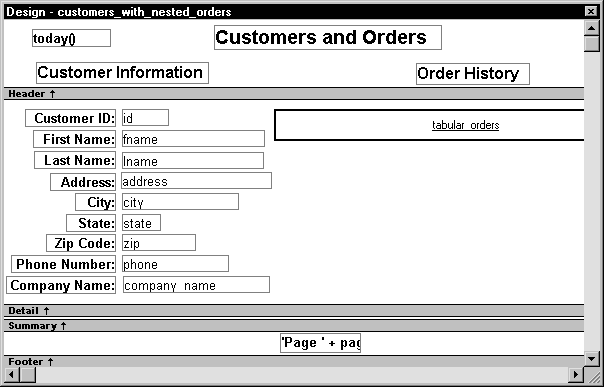 Design - customers_with_nested_orders
today()
Customers and Orders
Customer Information
Order History
Header ↑
Customer ID: id
tabular_orders
First Name: fname
Last Name: lname
Address: address
City: city
State: state
Zip Code: zip
Phone Number: phone
Company Name: company_name
Detail ↑
Summary ↑
'Page ' + pag
Footer ↑